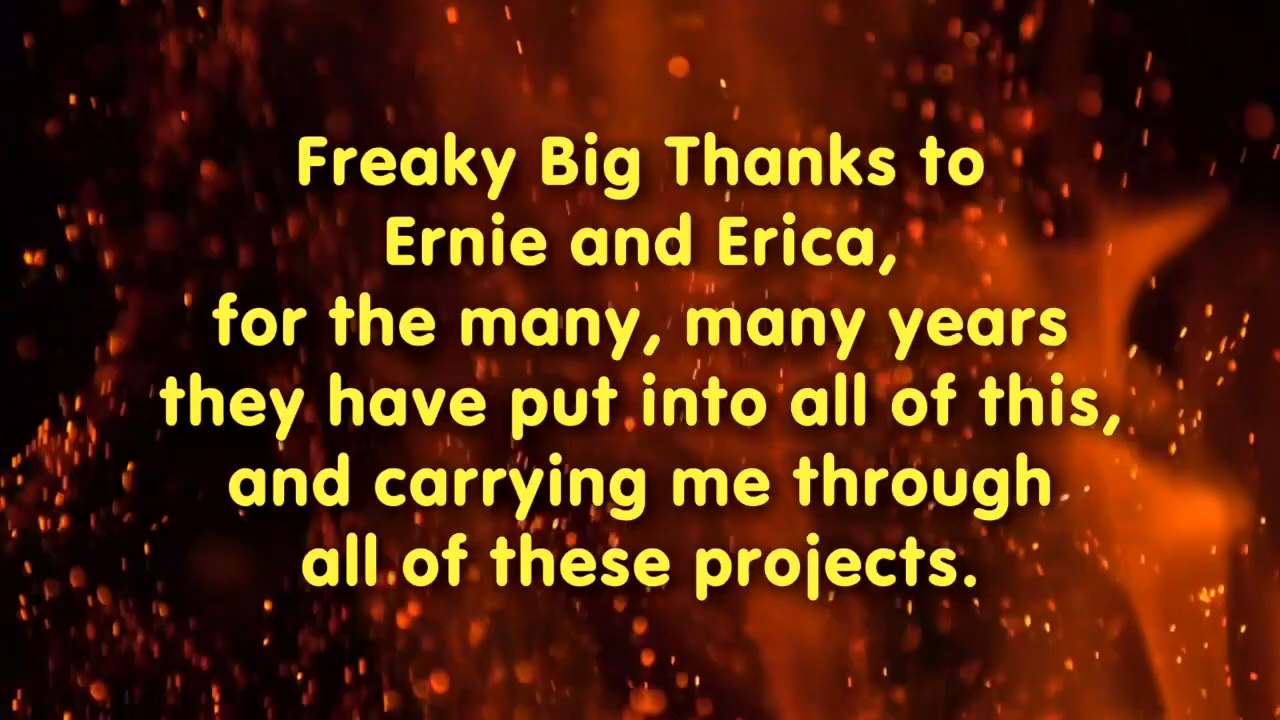 Freaky Big Thanks to
Ernie and Erica,
for the many, many years
they have put into all of this,
and carrying me through
all of these projects.